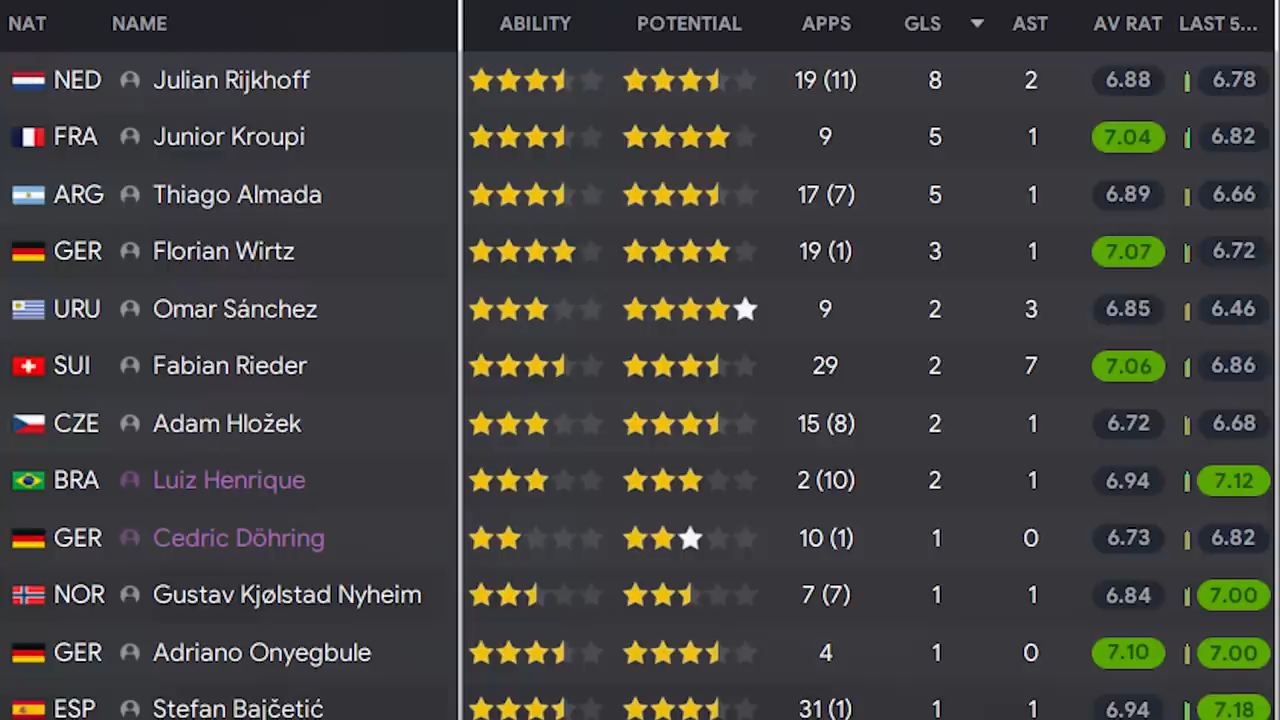 NAT NAME ABILITY POTENTIAL APPS GLS AST AV RAT LAST 5...
NED Julian Rijkhoff 19 (11) 8 2 6.88 6.78
FRA Junior Kroupi 9 5 1 7.04 6.82
ARG Thiago Almada 17 (7) 5 1 6.89 6.66
GER Florian Wirtz 19 (1) 3 1 7.07 6.72
URU Omar Sánchez 9 2 3 6.85 6.46
SUI Fabian Rieder 29 2 7 7.06 6.86
CZE Adam Hložek 15 (8) 2 1 6.72 6.68
BRA Luiz Henrique 2 (10) 2 1 6.94 7.12
GER Cedric Döhring 10 (1) 1 0 6.73 6.82
NOR Gustav Kjølstad Nyheim 7 (7) 1 1 6.84 7.00
GER Adriano Onyegbule 4 1 0 7.10 7.00
ESP Stefan Bajčetić 31 (1) 1 1 6.94 7.18